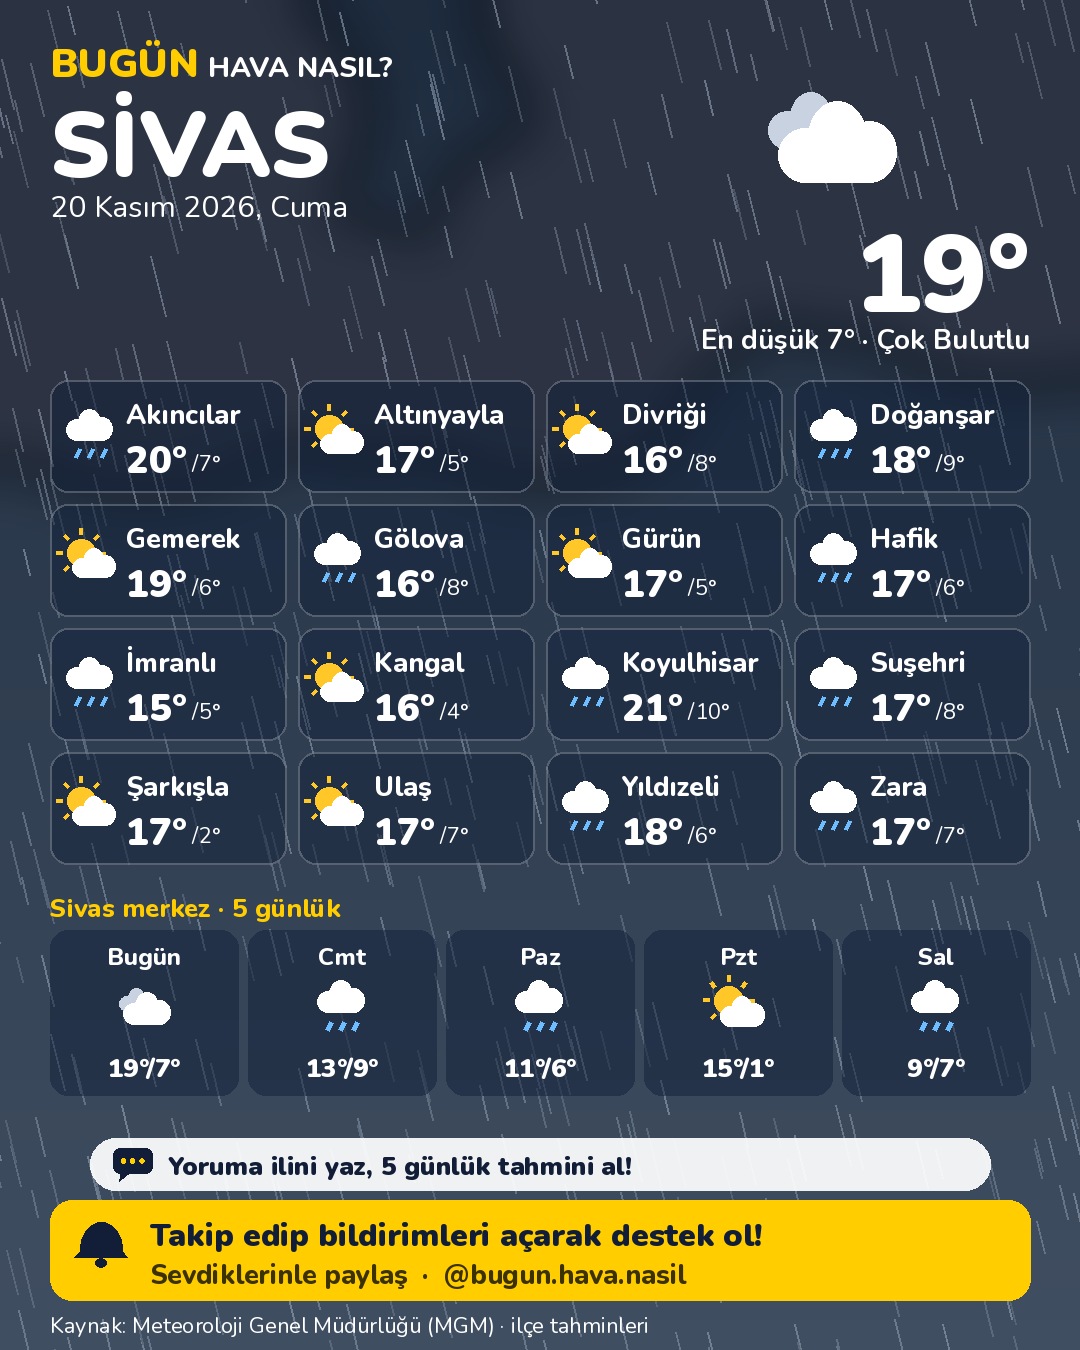 BUGÜN HAVA NASIL?
SİVAS
20 Kasım 2026, Cuma
19°
En düşük 7° · Çok Bulutlu
Akıncılar
20° /7°
Altınyayla
17° /5°
Divriği
16° /8°
Doğanşar
18° /9°
Gemerek
19° /6°
Gölova
16° /8°
Gürün
17° /5°
Hafik
17° /6°
İmranlı
15° /5°
Kangal
16° /4°
Koyulhisar
21° /10°
Suşehri
17° /8°
Şarkışla
17° /2°
Ulaş
17° /7°
Yıldızeli
18° /6°
Zara
17° /7°
Sivas merkez · 5 günlük
Bugün
19°/7°
Cmt
13°/9°
Paz
11°/6°
Pzt
15°/1°
Sal
9°/7°
Yoruma ilini yaz, 5 günlük tahmini al!
Takip edip bildirimleri açarak destek ol!
Sevdiklerinle paylaş · @bugun.hava.nasil
Kaynak: Meteoroloji Genel Müdürlüğü (MGM) · ilçe tahminleri